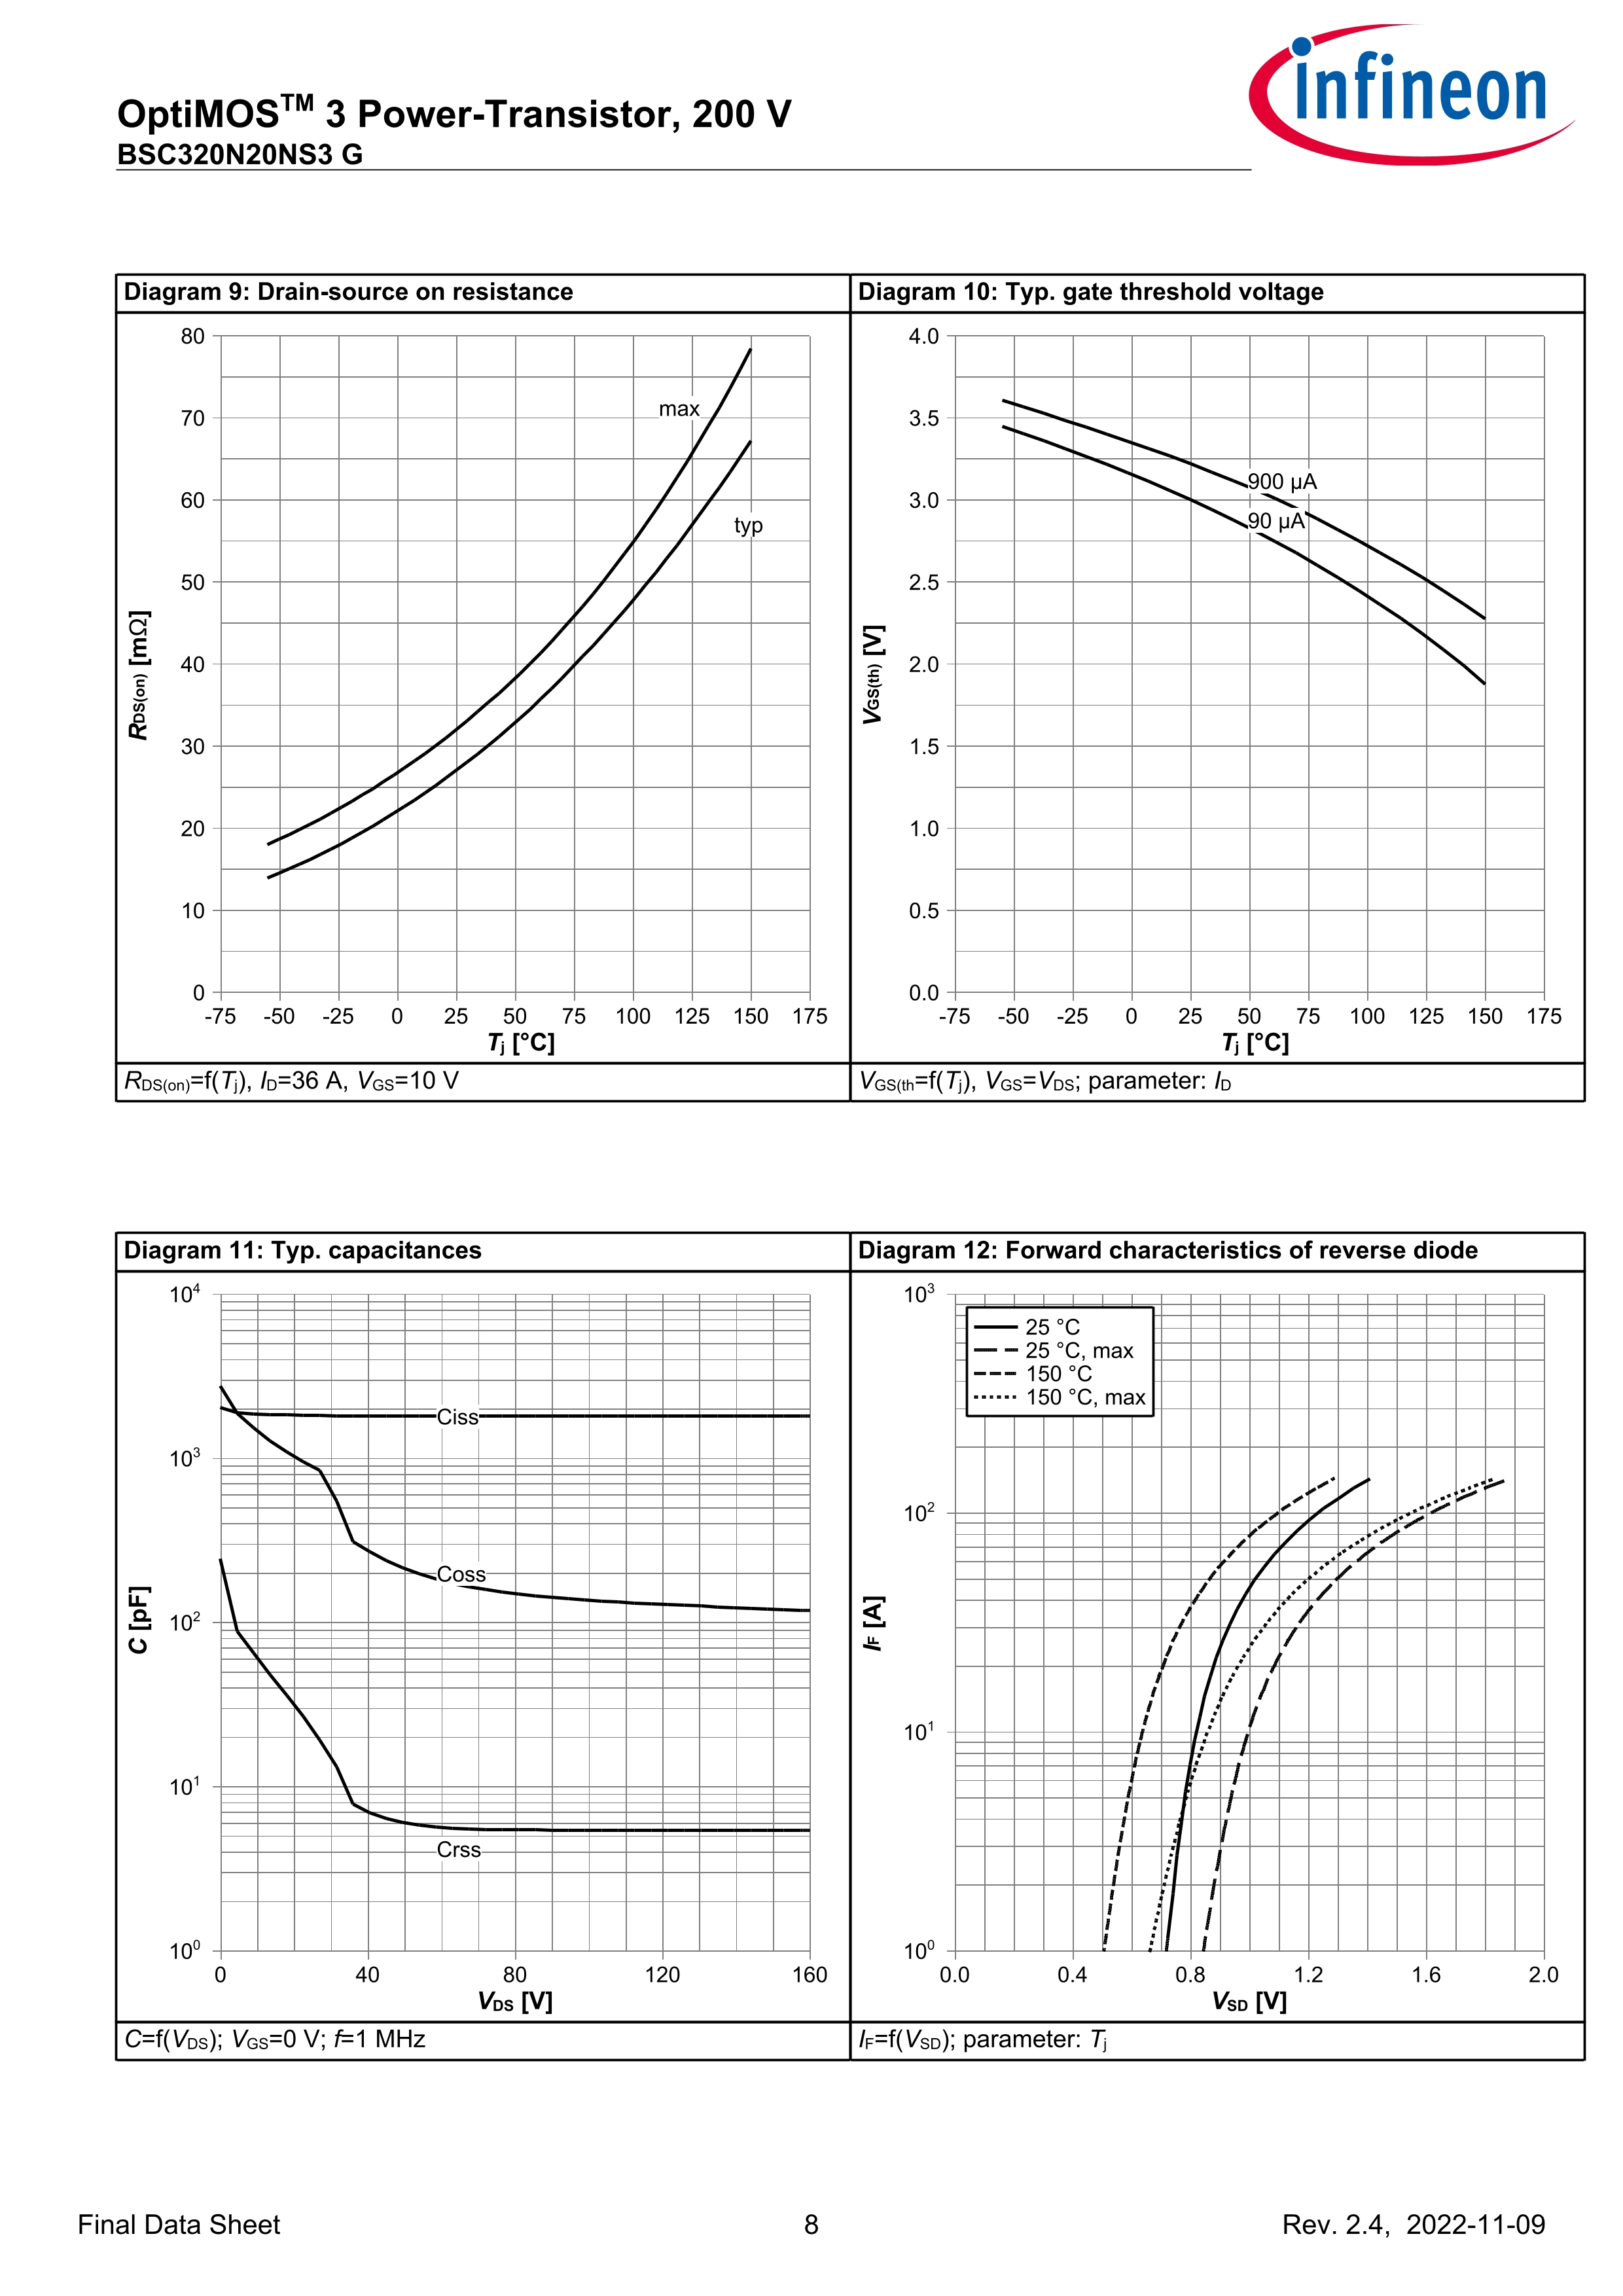 infineon
OptiMOS™ 3 Power-Transistor, 200 V
BSC320N20NS3 G
Diagram 9: Drain-source on resistance
80
70
60
50
40
30
20
10
0
-75 -50 -25 0 25 50 75 100 125 150 175
max
typ
RDS(on) [mΩ]
Tj [°C]
RDS(on)=f(Tj), ID=36 A, VGS=10 V
Diagram 10: Typ. gate threshold voltage
4.0
3.5
3.0
2.5
2.0
1.5
1.0
0.5
0.0
-75 -50 -25 0 25 50 75 100 125 150 175
900 µA
90 µA
VGS(th) [V]
Tj [°C]
VGS(th=f(Tj), VGS=VDS; parameter: ID
Diagram 11: Typ. capacitances
10⁴
10³
10²
10¹
10⁰
0 40 80 120 160
Ciss
Coss
Crss
C [pF]
VDS [V]
C=f(VDS); VGS=0 V; f=1 MHz
Diagram 12: Forward characteristics of reverse diode
10³
10²
10¹
10⁰
0.0 0.4 0.8 1.2 1.6 2.0
25 °C
25 °C, max
150 °C
150 °C, max
IF [A]
VSD [V]
IF=f(VSD); parameter: Tj
Final Data Sheet 8 Rev. 2.4, 2022-11-09